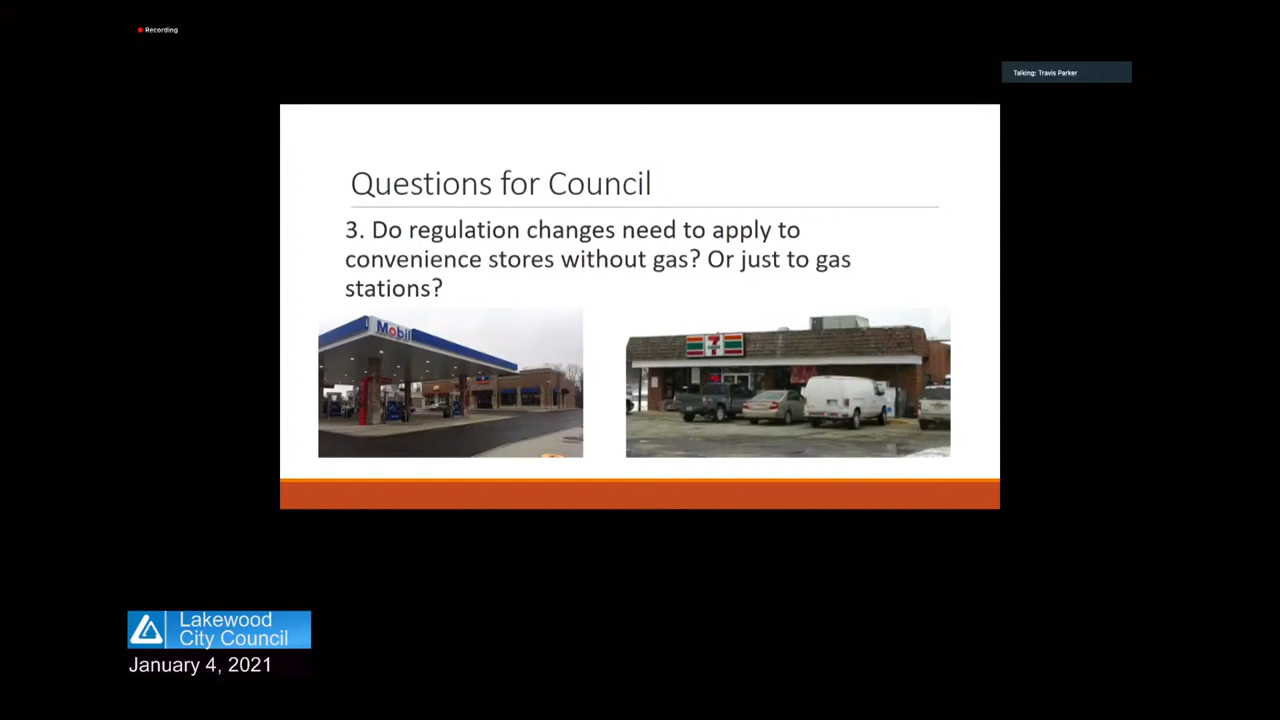 Recording
Talking: Travis Parker
Questions for Council
3. Do regulation changes need to apply to
convenience stores without gas? Or just to gas
stations?
Mobil
7
Lakewood
City Council
January 4, 2021